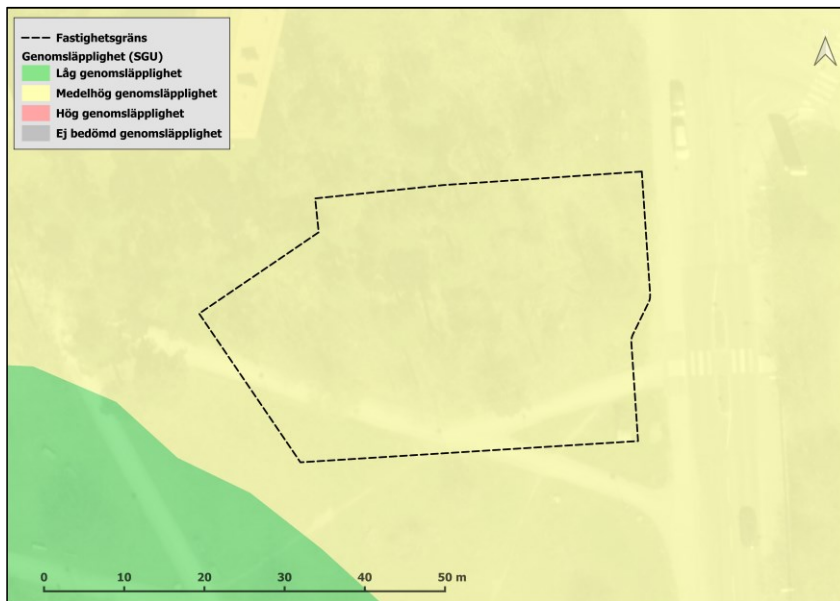 Fastighetsgräns
Genomsläpplighet (SGU)
Låg genomsläpplighet
Medelhög genomsläpplighet
Hög genomsläpplighet
Ej bedömd genomsläpplighet
0 10 20 30 40 50 m